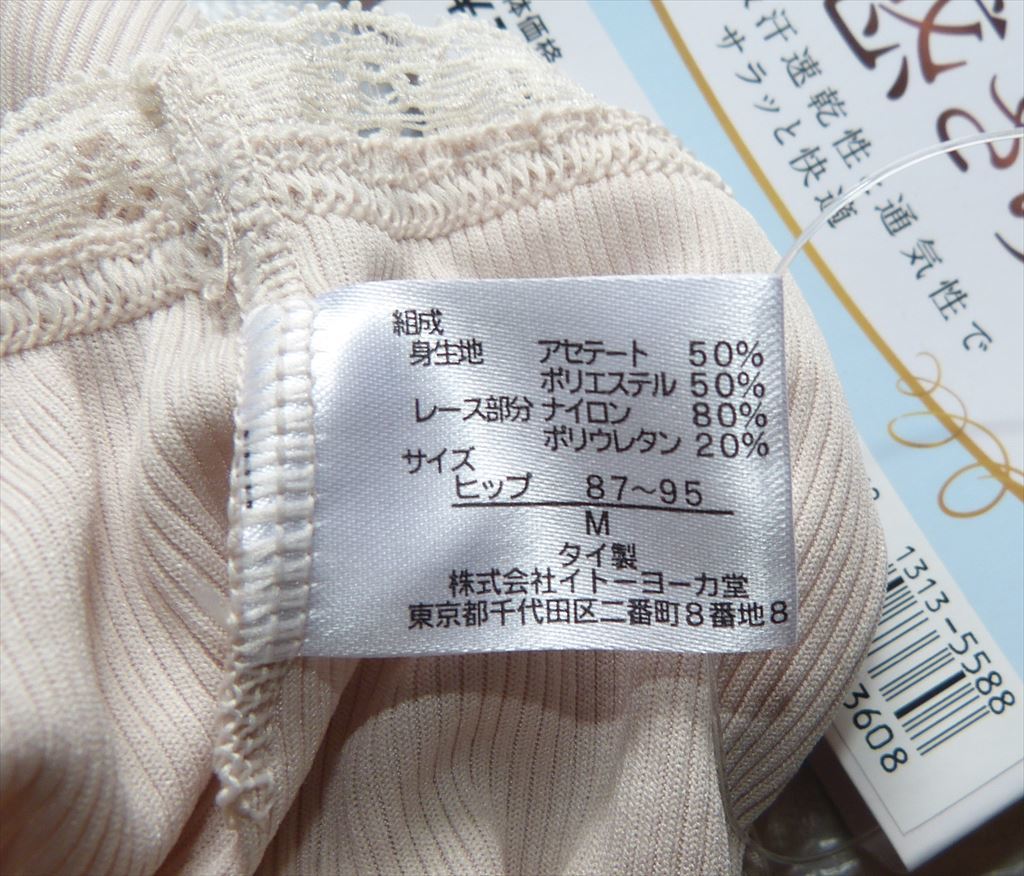 組成
身生地 アセテート 50%
ポリエステル 50%
レース部分 ナイロン 80%
ポリウレタン 20%
サイズ
ヒップ 87~95
M
タイ製
株式会社イトーヨーカ堂
東京都千代田区二番町8番地8
体価格
汗速乾性 通気性で
サラッと快適
1313-5588
3608